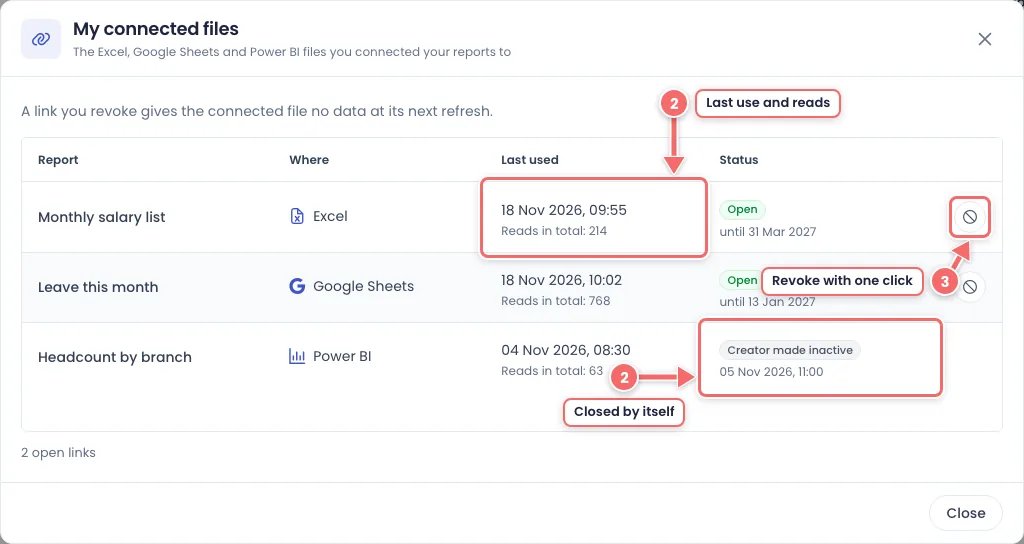 My connected files
The Excel, Google Sheets and Power BI files you connected your reports to
A link you revoke gives the connected file no data at its next refresh.
2
Last use and reads
Report
Where
Last used
Status
Monthly salary list
Excel
18 Nov 2026, 09:55
Reads in total: 214
Open
until 31 Mar 2027
Leave this month
Google Sheets
18 Nov 2026, 10:02
Reads in total: 768
Open
until 13 Jan 2027
Revoke with one click
3
Headcount by branch
Power BI
04 Nov 2026, 08:30
Reads in total: 63
2
Closed by itself
Creator made inactive
05 Nov 2026, 11:00
2 open links
Close